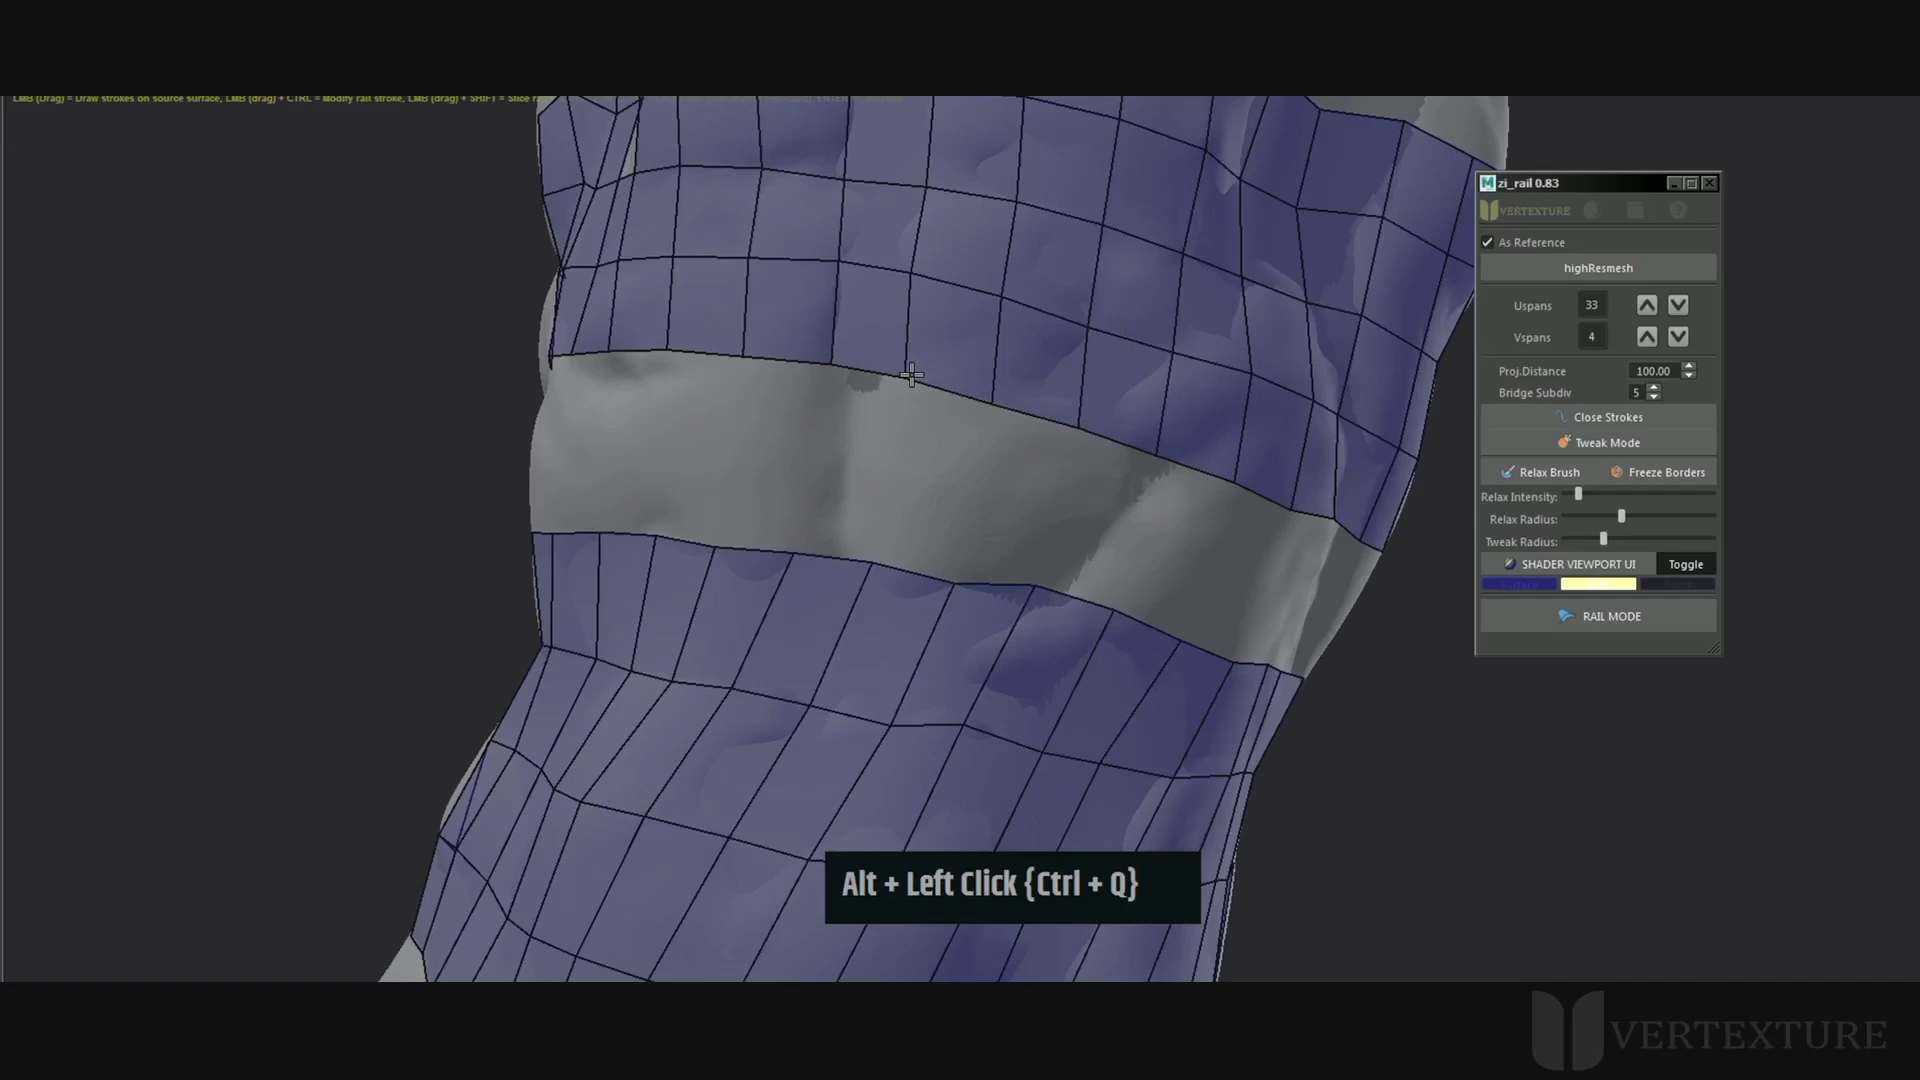 LMB (Drag) = Draw strokes on source surface, LMB (drag) + CTRL = Modify rail stroke, LMB (drag) + SHIFT = Slice r
zi_rail 0.83
VERTEXTURE
As Reference
highResmesh
Uspans 33
Vspans 4
Proj.Distance 100.00
Bridge Subdiv 5
Close Strokes
Tweak Mode
Relax Brush Freeze Borders
Relax Intensity:
Relax Radius:
Tweak Radius:
SHADER VIEWPORT UI Toggle
RAIL MODE
Alt + Left Click {Ctrl + Q}
VERTEXTURE